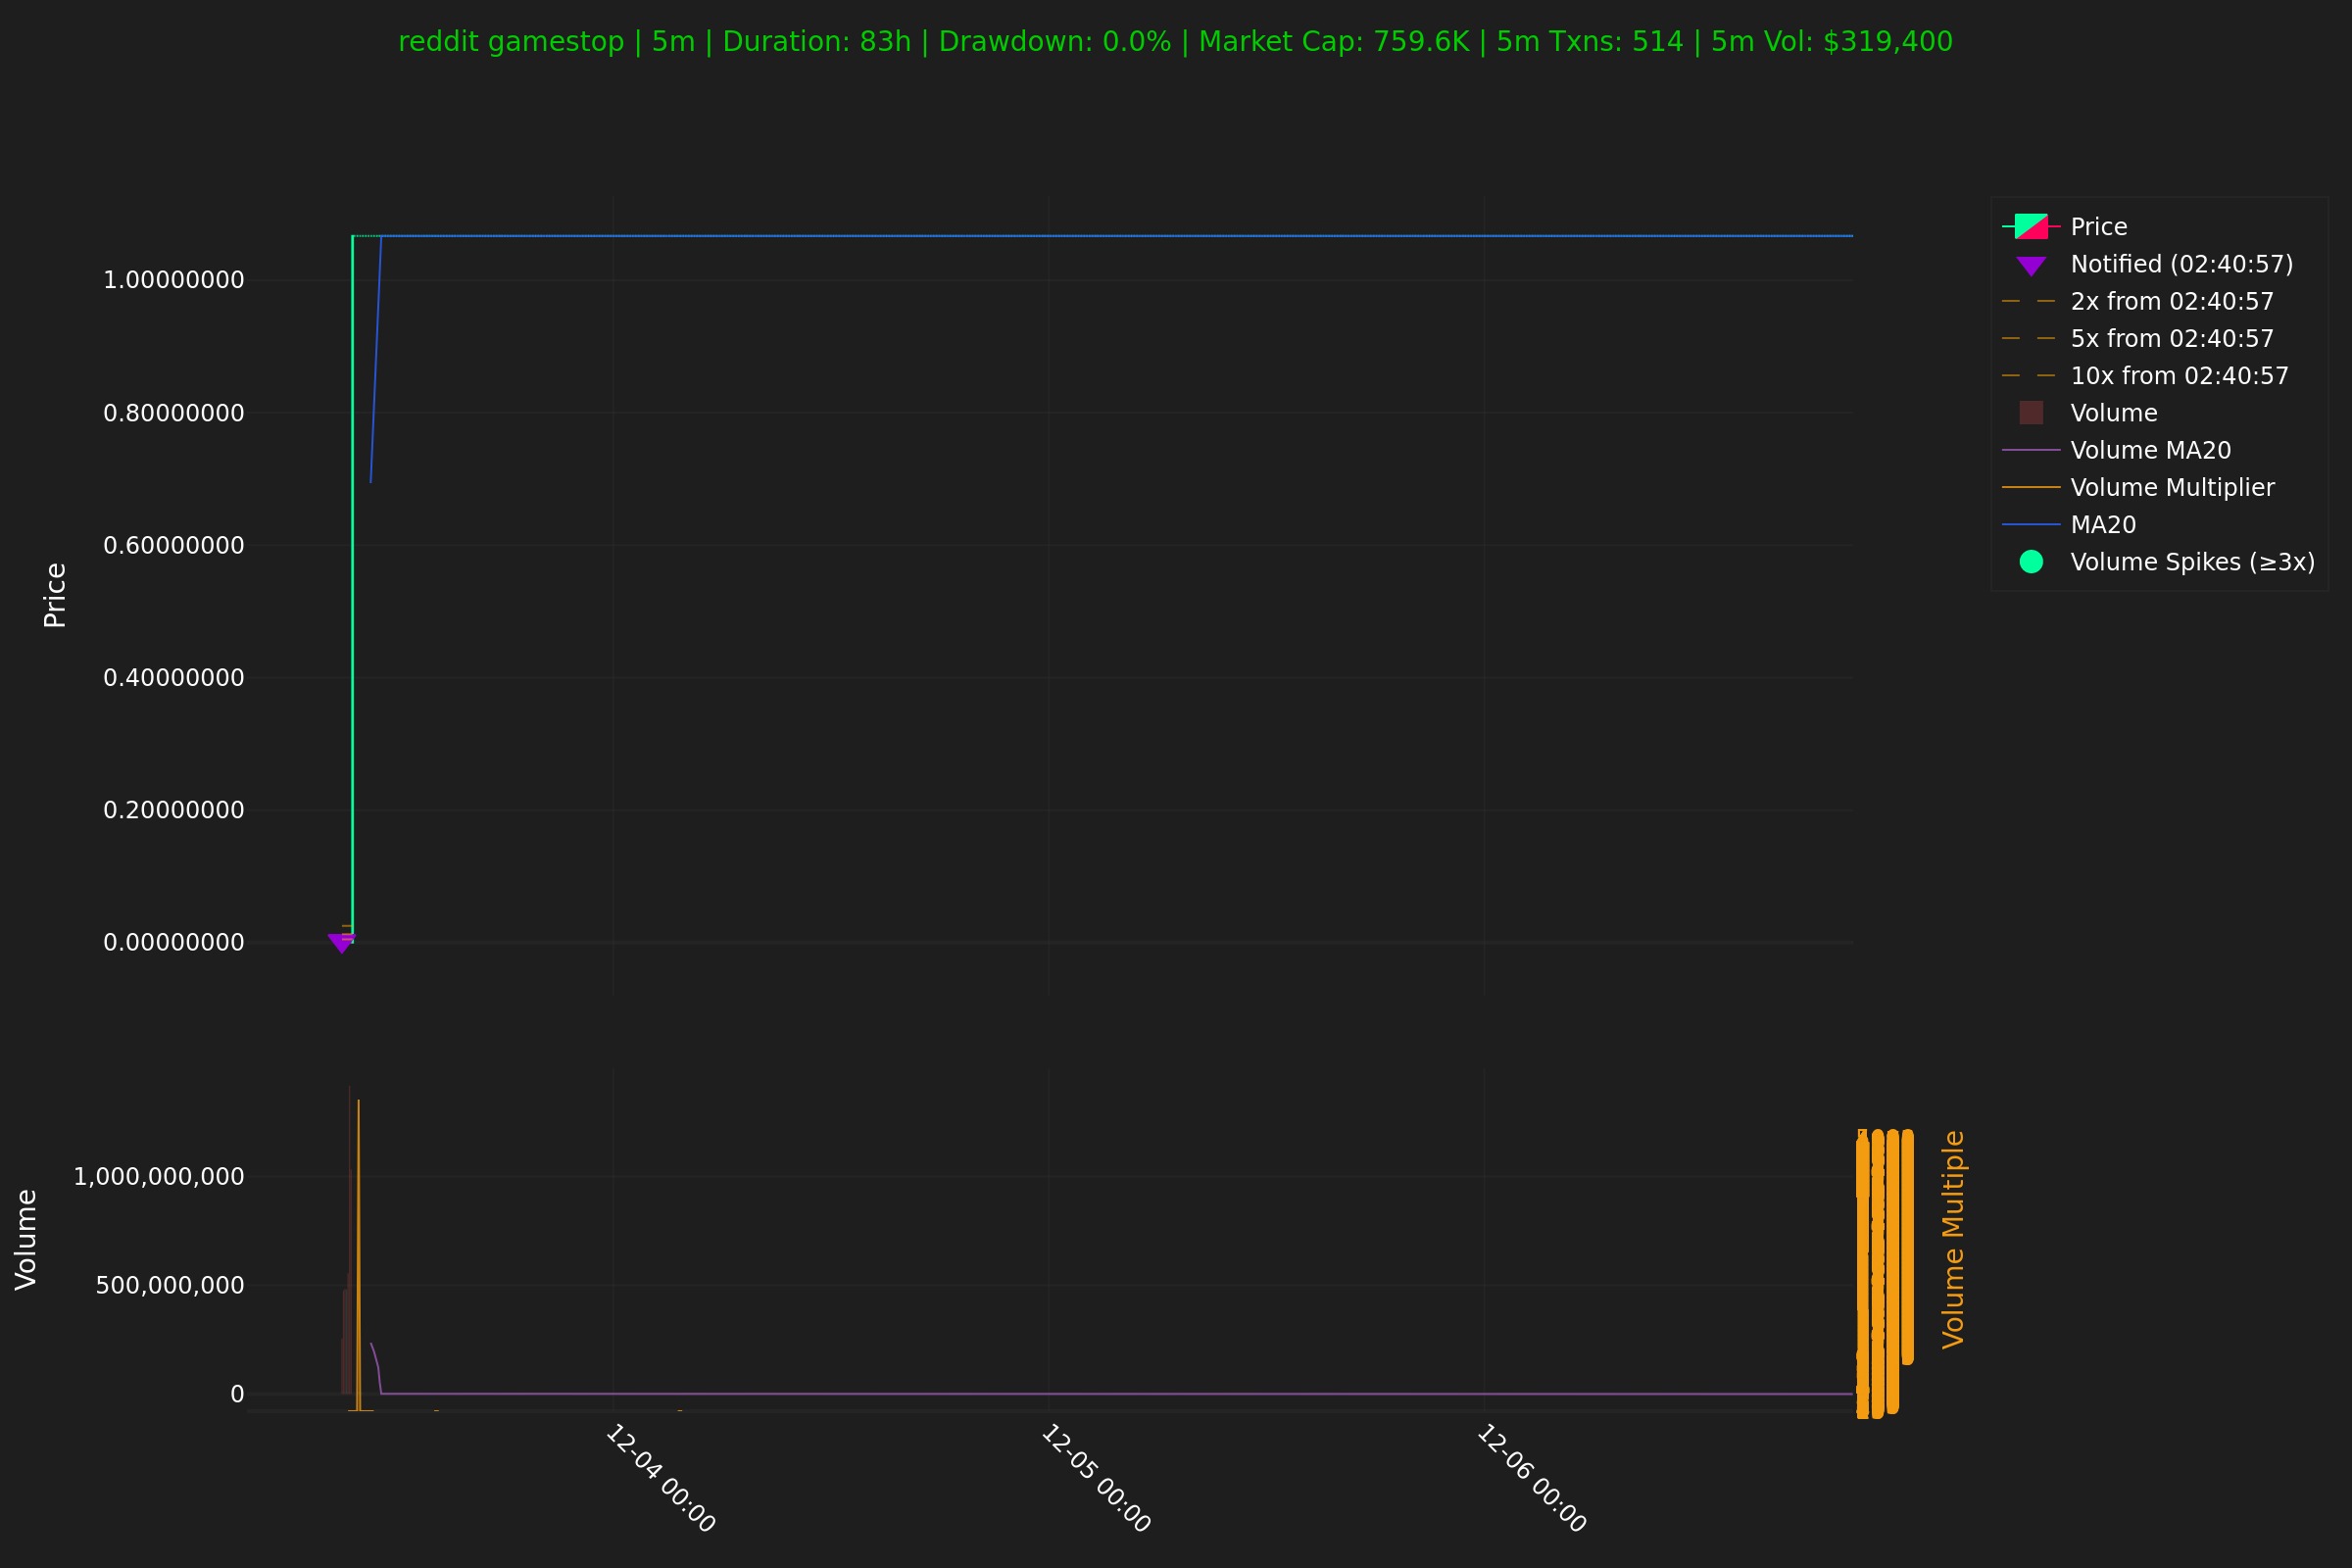 reddit gamestop | 5m | Duration: 83h | Drawdown: 0.0% | Market Cap: 759.6K | 5m Txns: 514 | 5m Vol: $319,400
Price
1.00000000
0.80000000
0.60000000
0.40000000
0.20000000
0.00000000
Price
Notified (02:40:57)
2x from 02:40:57
5x from 02:40:57
10x from 02:40:57
Volume
Volume MA20
Volume Multiplier
MA20
Volume Spikes (≥3x)
Volume
1,000,000,000
500,000,000
0
Volume Multiple
12-04 00:00
12-05 00:00
12-06 00:00